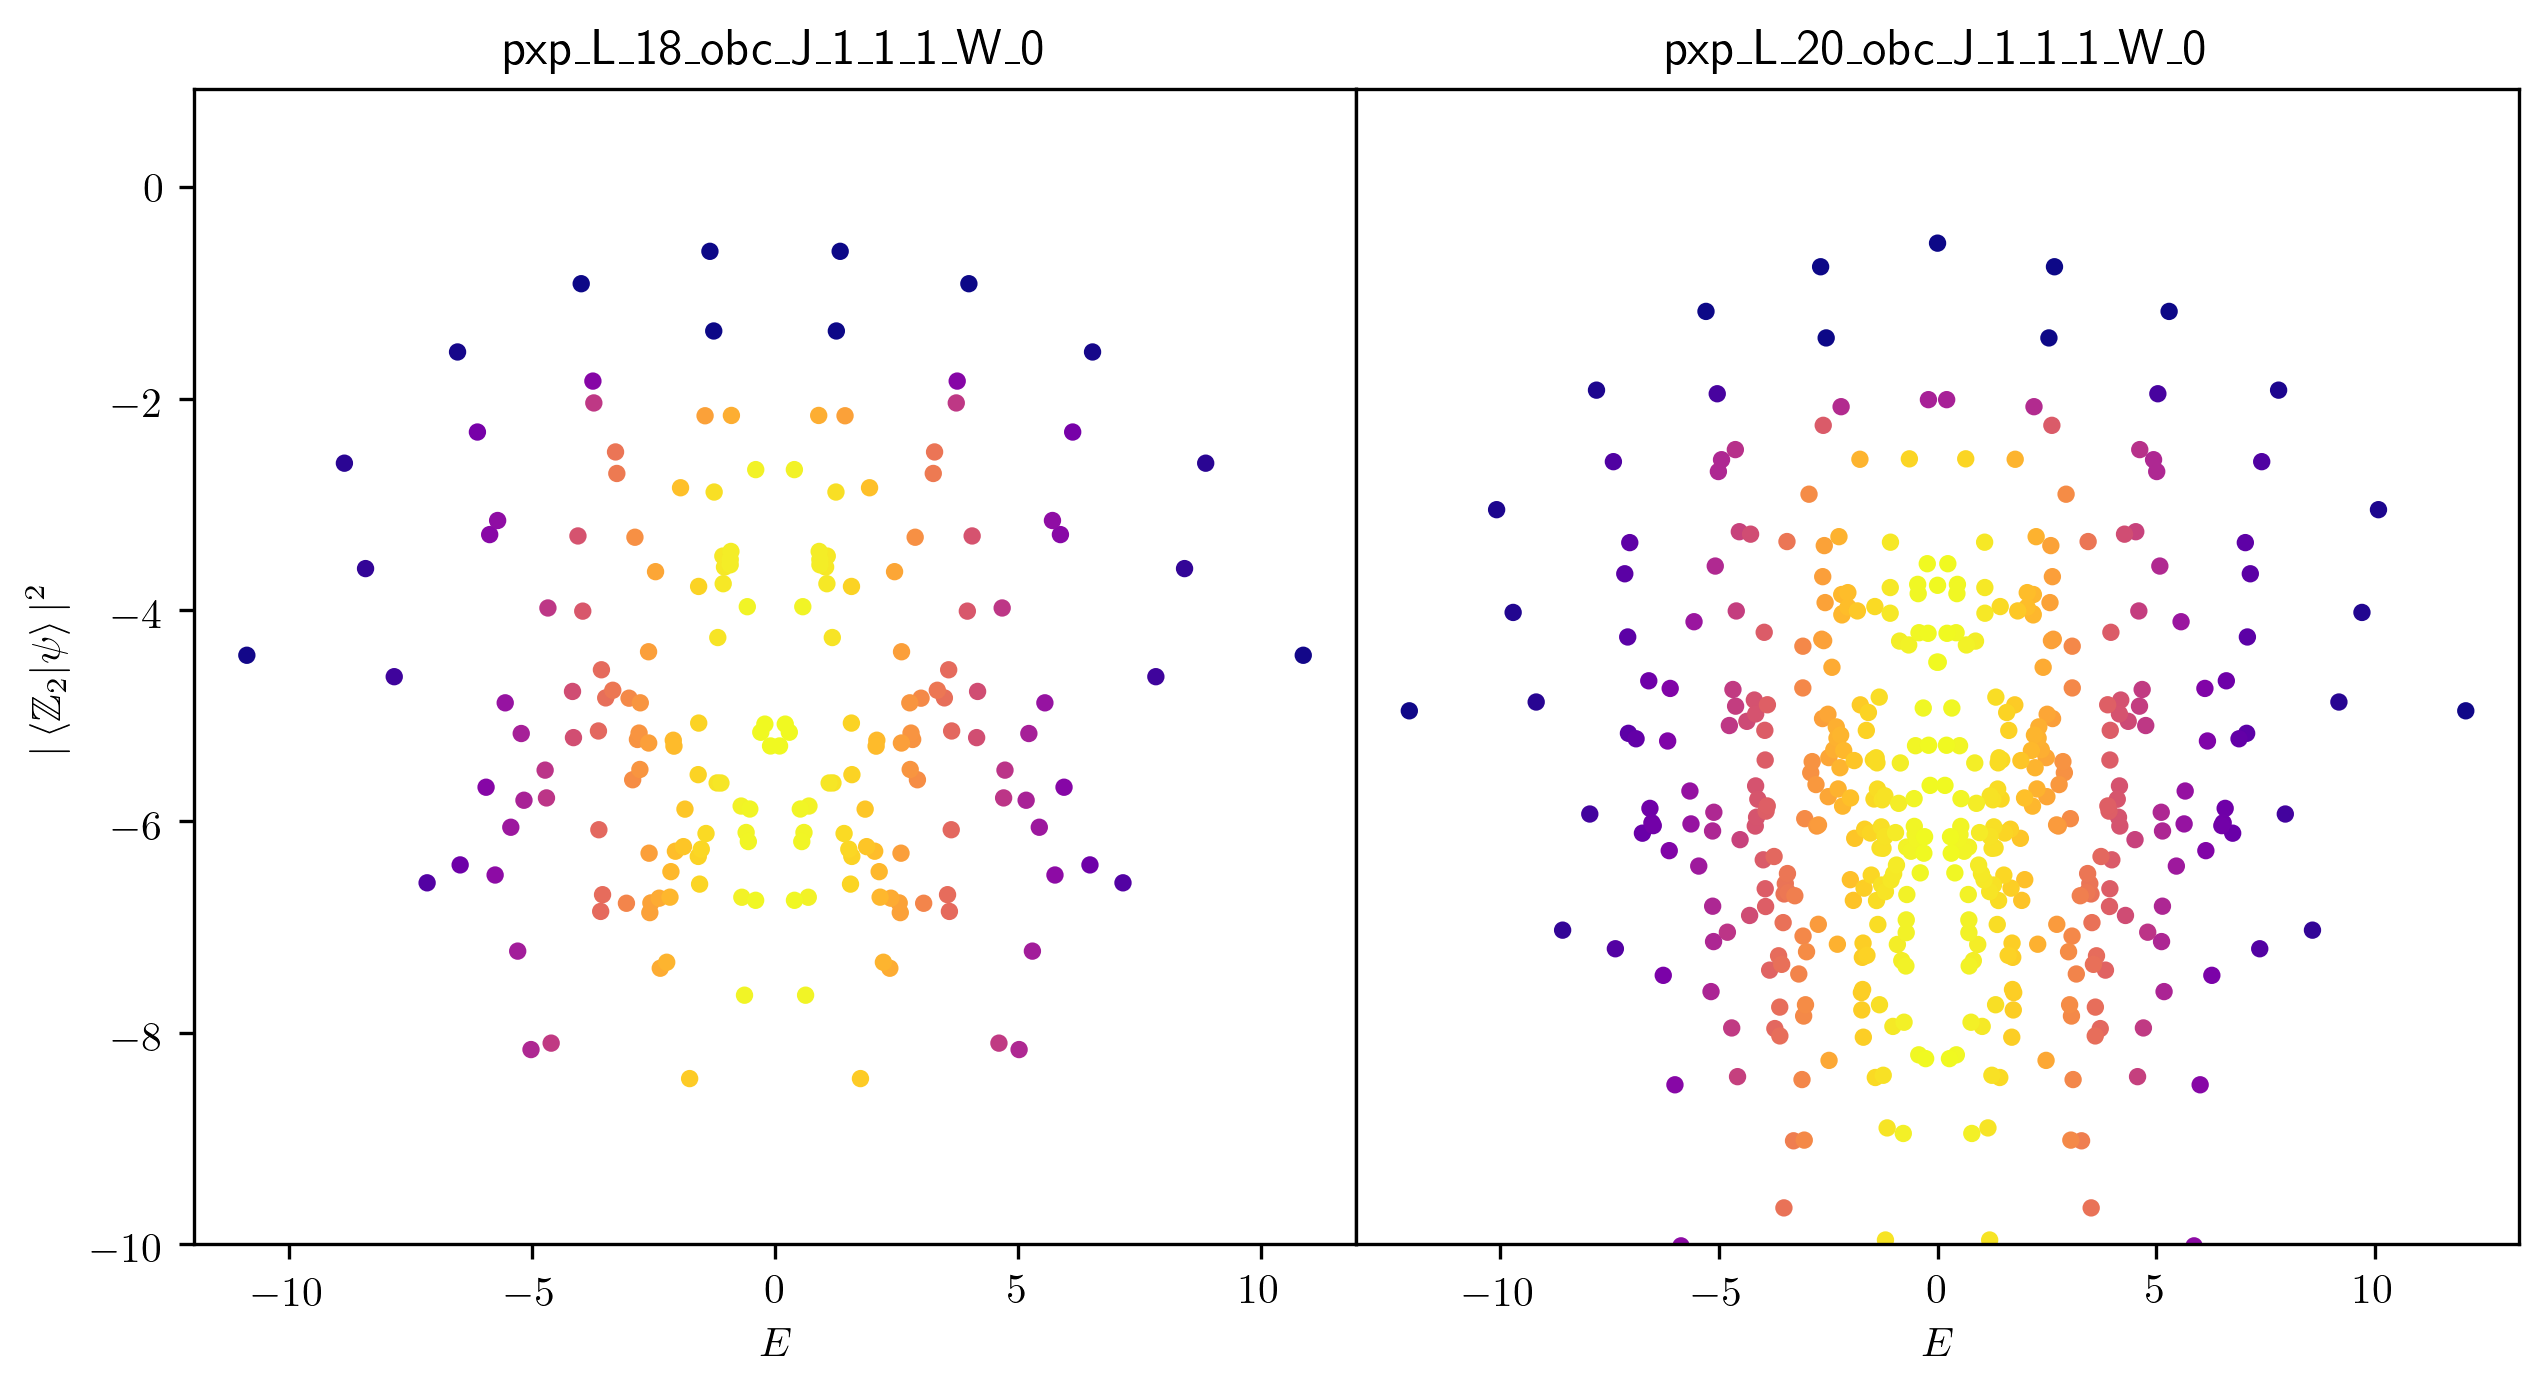 pxp_L_18_obc_J_1_1_1_W_0
pxp_L_20_obc_J_1_1_1_W_0
| ⟨ℤ₂|ψ⟩ |²
0
−2
−4
−6
−8
−10
−10 −5 0 5 10
−10 −5 0 5 10
E
E